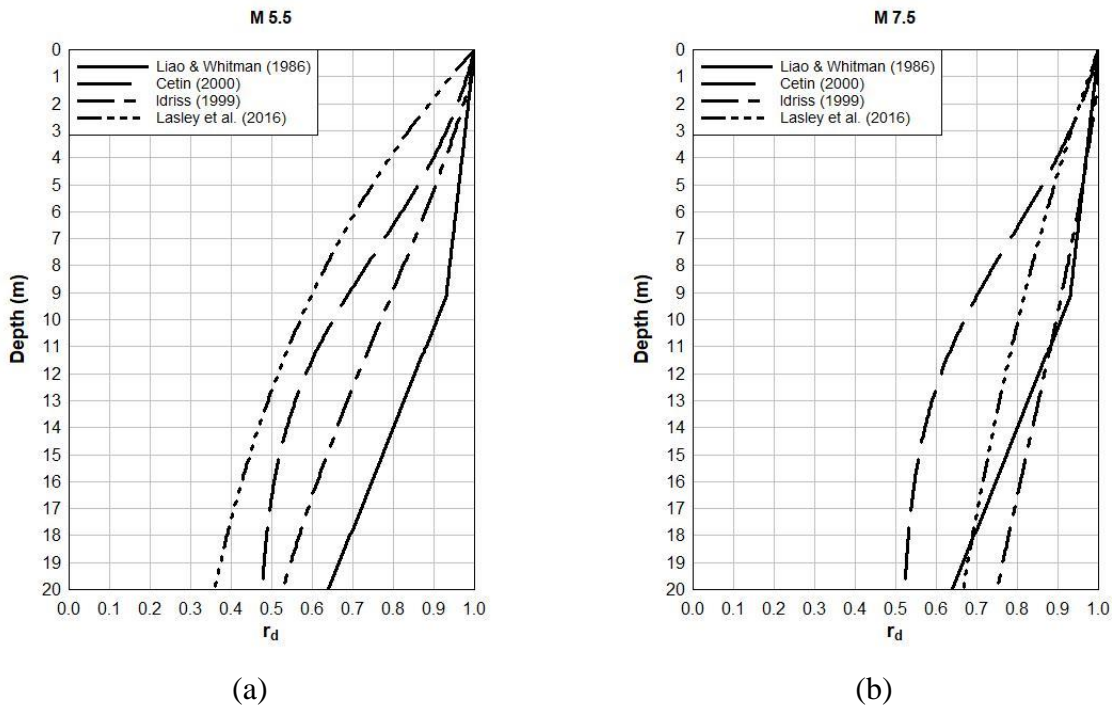 M 5.5
Liao & Whitman (1986)
Cetin (2000)
Idriss (1999)
Lasley et al. (2016)
0
1
2
3
4
5
6
7
8
9
10
11
12
13
14
15
16
17
18
19
20
Depth (m)
0.0 0.1 0.2 0.3 0.4 0.5 0.6 0.7 0.8 0.9 1.0
rd
(a)
M 7.5
Liao & Whitman (1986)
Cetin (2000)
Idriss (1999)
Lasley et al. (2016)
0
1
2
3
4
5
6
7
8
9
10
11
12
13
14
15
16
17
18
19
20
Depth (m)
0.0 0.1 0.2 0.3 0.4 0.5 0.6 0.7 0.8 0.9 1.0
rd
(b)